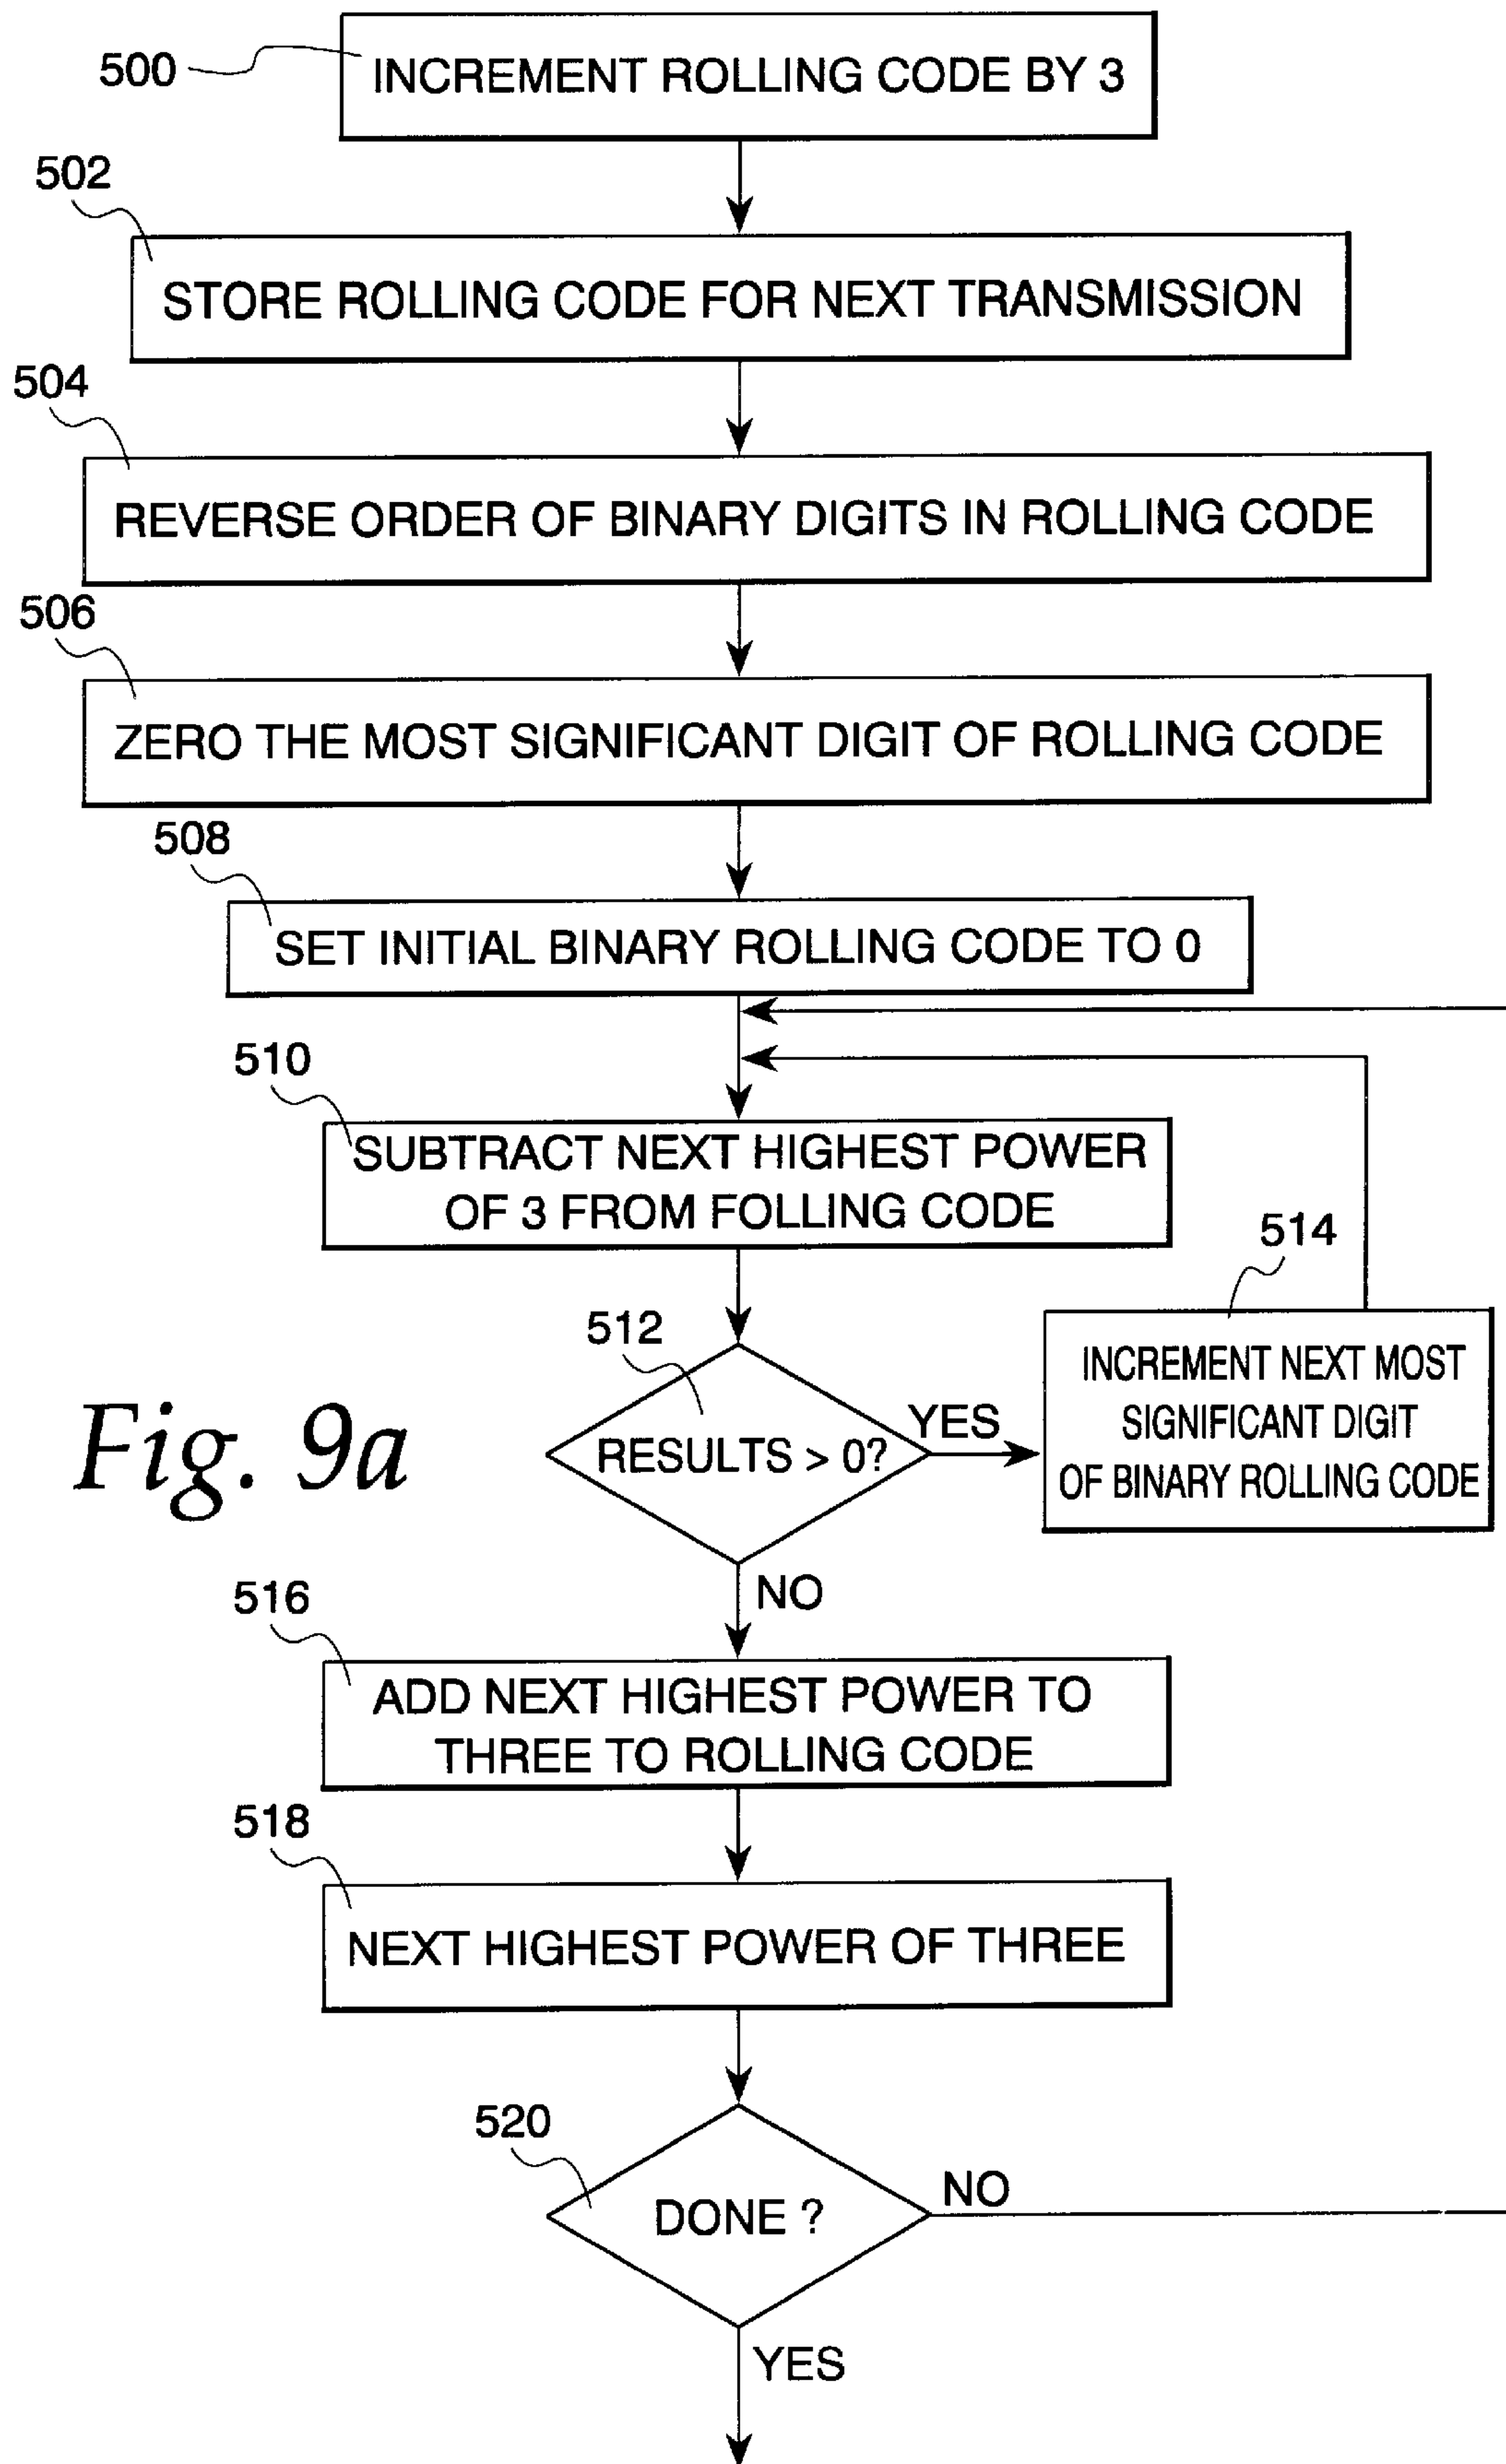 500
INCREMENT ROLLING CODE BY 3
502
STORE ROLLING CODE FOR NEXT TRANSMISSION
504
REVERSE ORDER OF BINARY DIGITS IN ROLLING CODE
506
ZERO THE MOST SIGNIFICANT DIGIT OF ROLLING CODE
508
SET INITIAL BINARY ROLLING CODE TO 0
510
SUBTRACT NEXT HIGHEST POWER
OF 3 FROM FOLLING CODE
512
RESULTS > 0?
YES
514
INCREMENT NEXT MOST
SIGNIFICANT DIGIT
OF BINARY ROLLING CODE
Fig. 9a
NO
516
ADD NEXT HIGHEST POWER TO
THREE TO ROLLING CODE
518
NEXT HIGHEST POWER OF THREE
520
DONE ?
NO
YES